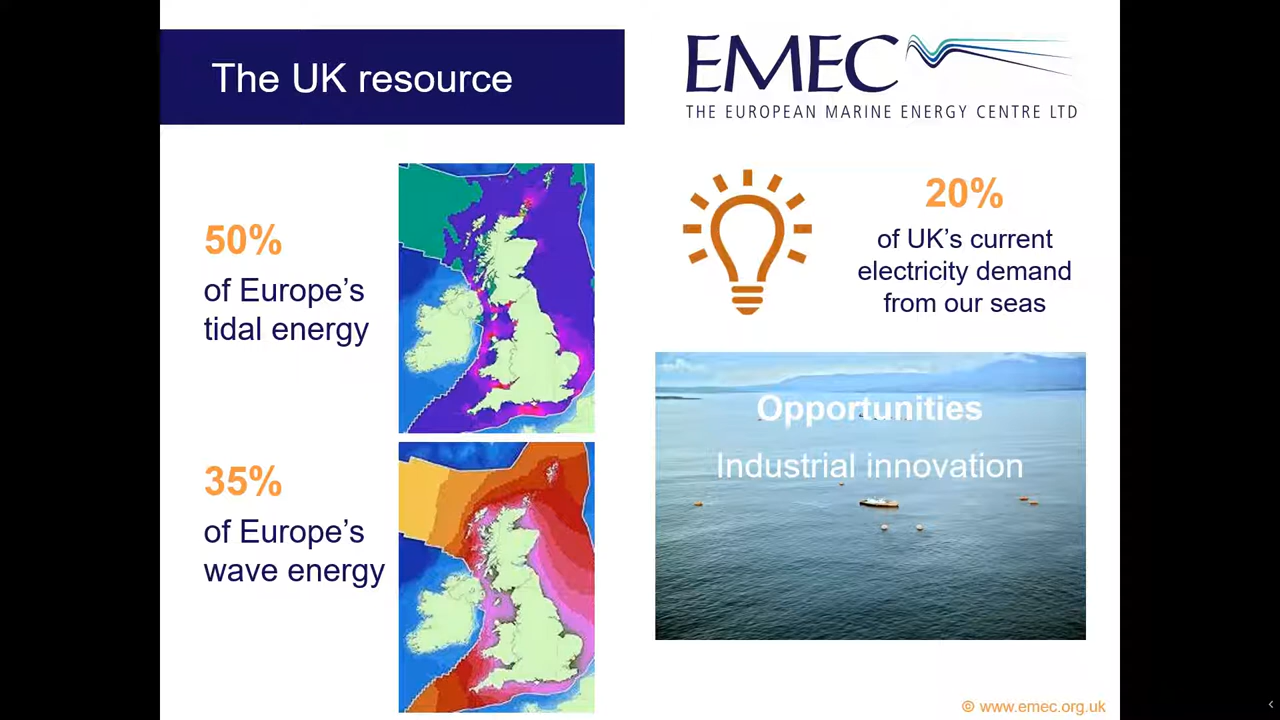 The UK resource
EMEC
THE EUROPEAN MARINE ENERGY CENTRE LTD
50%
of Europe’s
tidal energy
35%
of Europe’s
wave energy
20%
of UK’s current
electricity demand
from our seas
Opportunities
Industrial innovation
© www.emec.org.uk